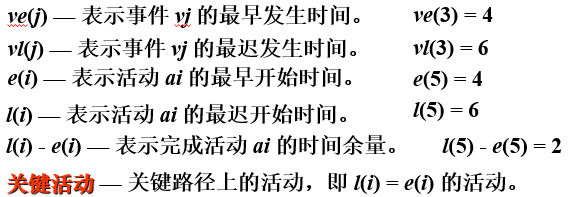 ve(j) — 表示事件 vj 的最早发生时间。 ve(3) = 4
vl(j) — 表示事件 vj 的最迟发生时间。 vl(3) = 6
e(i) — 表示活动 ai 的最早开始时间。 e(5) = 4
l(i) — 表示活动 ai 的最迟开始时间。 l(5) = 6
l(i) - e(i) — 表示完成活动 ai 的时间余量。 l(5) - e(5) = 2
关键活动 — 关键路径上的活动，即 l(i) = e(i) 的活动。